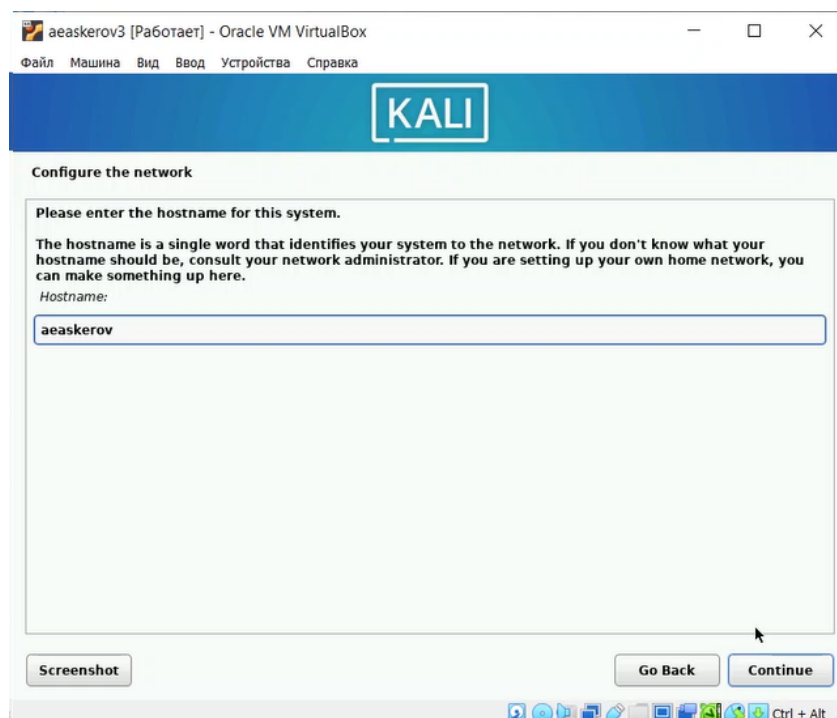 aeaskerov3 [Работает] - Oracle VM VirtualBox
Файл Машина Вид Ввод Устройства Справка
KALI
Configure the network
Please enter the hostname for this system.
The hostname is a single word that identifies your system to the network. If you don't know what your
hostname should be, consult your network administrator. If you are setting up your own home network, you
can make something up here.
Hostname:
aeaskerov
Screenshot Go Back Continue
Ctrl + Alt